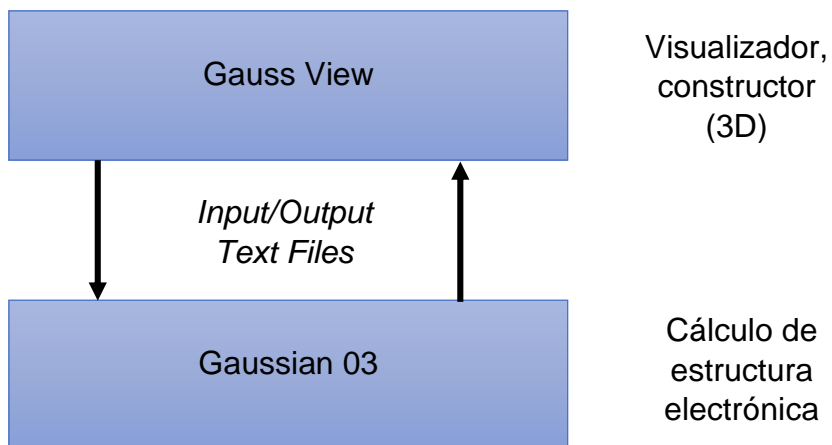 Gauss View
Visualizador,
constructor
(3D)
Input/Output
Text Files
Gaussian 03
Cálculo de
estructura
electrónica